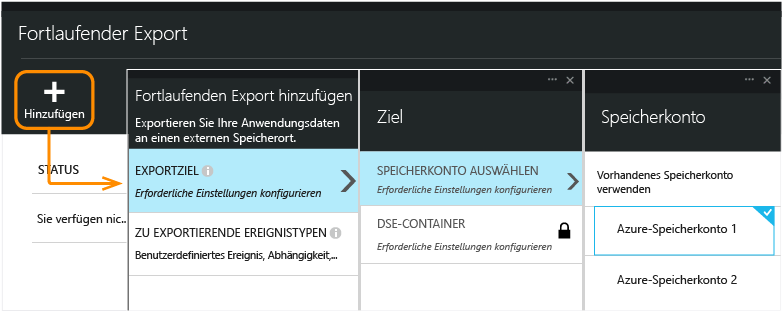 Fortlaufender Export
Hinzufügen
STATUS
Sie verfügen nic..
Fortlaufenden Export hinzufügen
Exportieren Sie Ihre Anwendungsdaten
an einen externen Speicherort.
EXPORTZIEL
Erforderliche Einstellungen konfigurieren
ZU EXPORTIERENDE EREIGNISTYPEN
Benutzerdefiniertes Ereignis, Abhängigkeit,...
Ziel
SPEICHERKONTO AUSWÄHLEN
Erforderliche Einstellungen konfigurieren
DSE-CONTAINER
Erforderliche Einstellungen konfigurieren
Speicherkonto
Vorhandenes Speicherkonto
verwenden
Azure-Speicherkonto 1
Azure-Speicherkonto 2